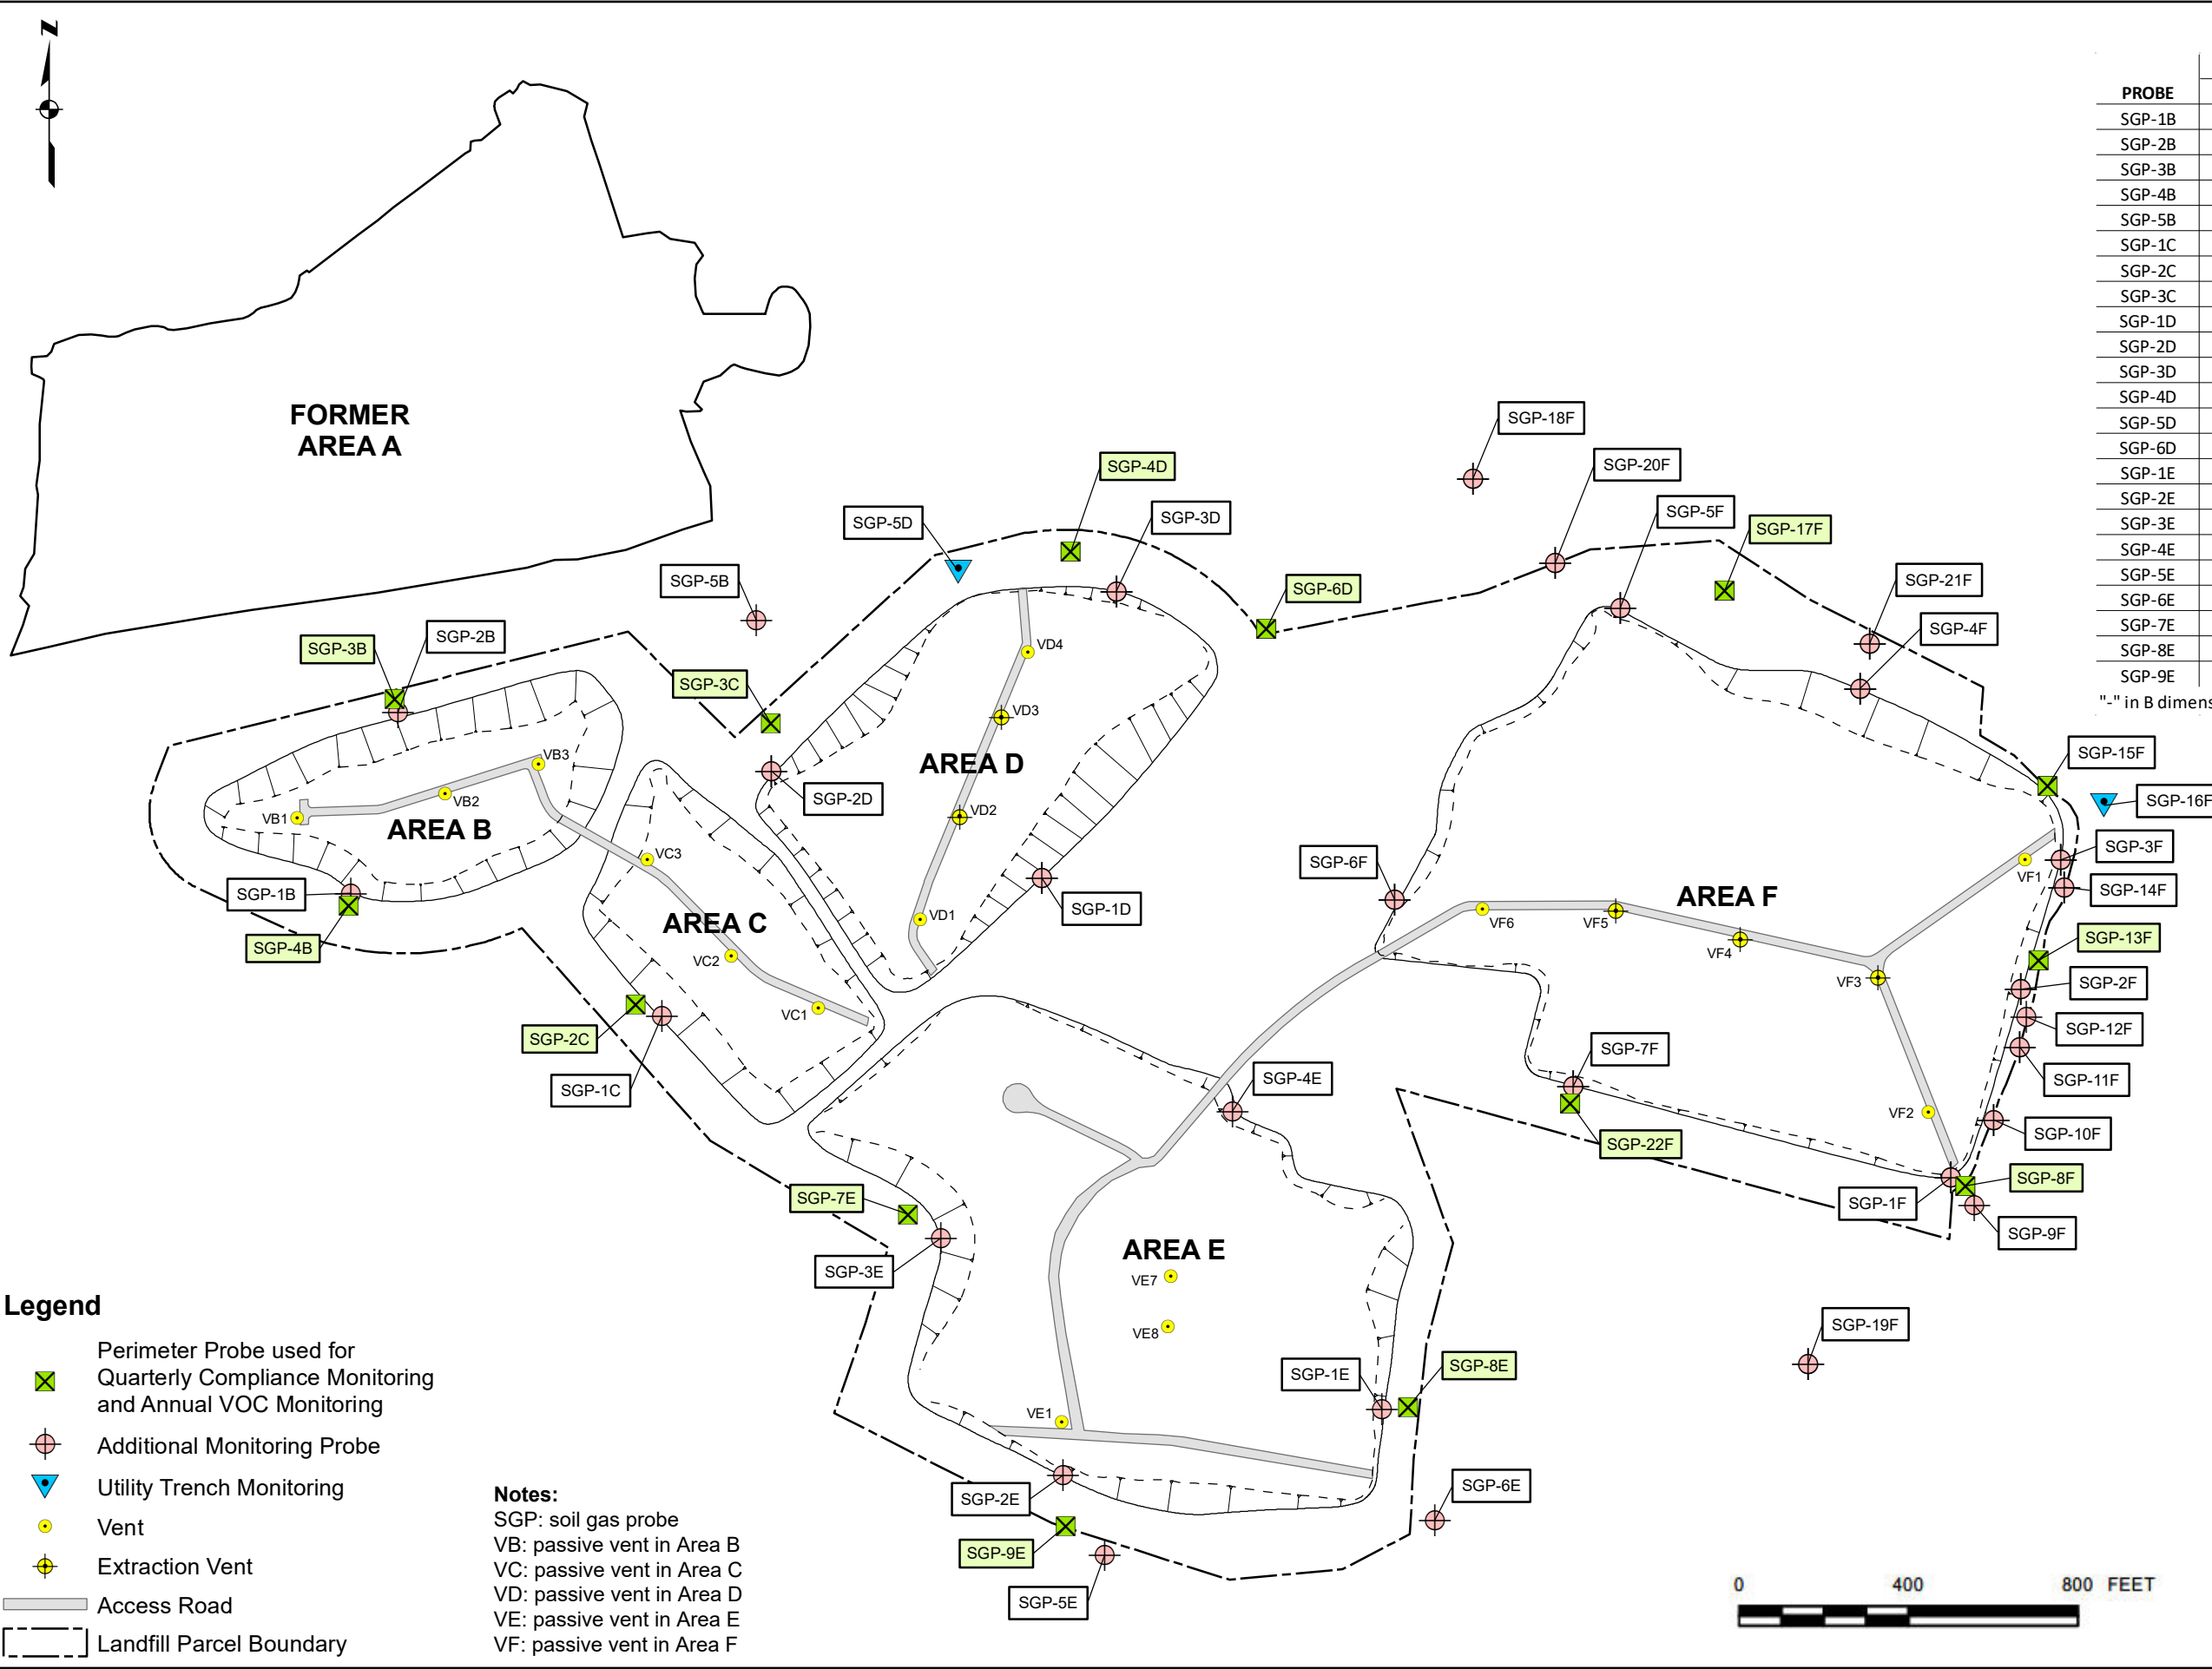 N
FORMER
AREA A
SGP-18F
SGP-20F
SGP-4D
SGP-3D
SGP-5D
SGP-5F
SGP-17F
SGP-5B
SGP-6D
SGP-21F
SGP-4F
SGP-3B
SGP-2B
SGP-3C
VD4
VD3
AREA D
SGP-2D
VD2
VB3
VB2
VB1
AREA B
SGP-15F
SGP-16F
SGP-3F
VF1
SGP-14F
SGP-6F
AREA F
VC3
SGP-1B
SGP-4B
AREA C
VD1
SGP-1D
VF6
VF5
VF4
VF3
SGP-13F
SGP-2F
SGP-12F
SGP-11F
VC2
VC1
SGP-2C
SGP-1C
SGP-4E
SGP-7F
SGP-22F
VF2
SGP-10F
SGP-8F
SGP-1F
SGP-9F
SGP-7E
SGP-3E
AREA E
VE7
VE8
SGP-19F
SGP-1E
SGP-8E
VE1
SGP-2E
SGP-6E
SGP-9E
SGP-5E
PROBE
SGP-1B
SGP-2B
SGP-3B
SGP-4B
SGP-5B
SGP-1C
SGP-2C
SGP-3C
SGP-1D
SGP-2D
SGP-3D
SGP-4D
SGP-5D
SGP-6D
SGP-1E
SGP-2E
SGP-3E
SGP-4E
SGP-5E
SGP-6E
SGP-7E
SGP-8E
SGP-9E
"-" in B dimens
Legend
Perimeter Probe used for
Quarterly Compliance Monitoring
and Annual VOC Monitoring
Additional Monitoring Probe
Utility Trench Monitoring
Vent
Extraction Vent
Access Road
Landfill Parcel Boundary
Notes:
SGP: soil gas probe
VB: passive vent in Area B
VC: passive vent in Area C
VD: passive vent in Area D
VE: passive vent in Area E
VF: passive vent in Area F
0 400 800 FEET